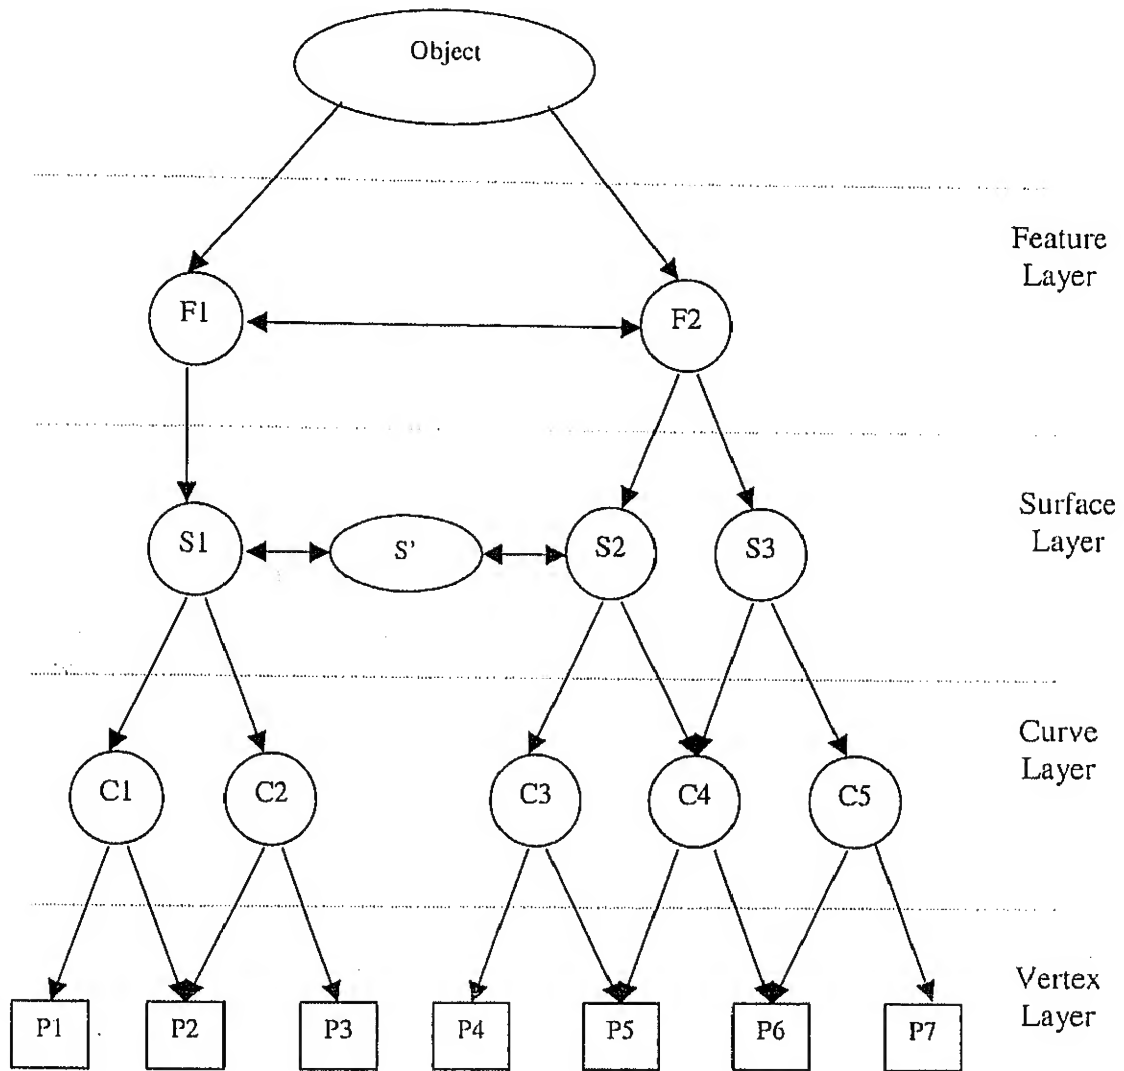 Object
Feature
Layer
F1
F2
Surface
Layer
S1
S'
S2
S3
Curve
Layer
C1
C2
C3
C4
C5
Vertex
Layer
P1
P2
P3
P4
P5
P6
P7